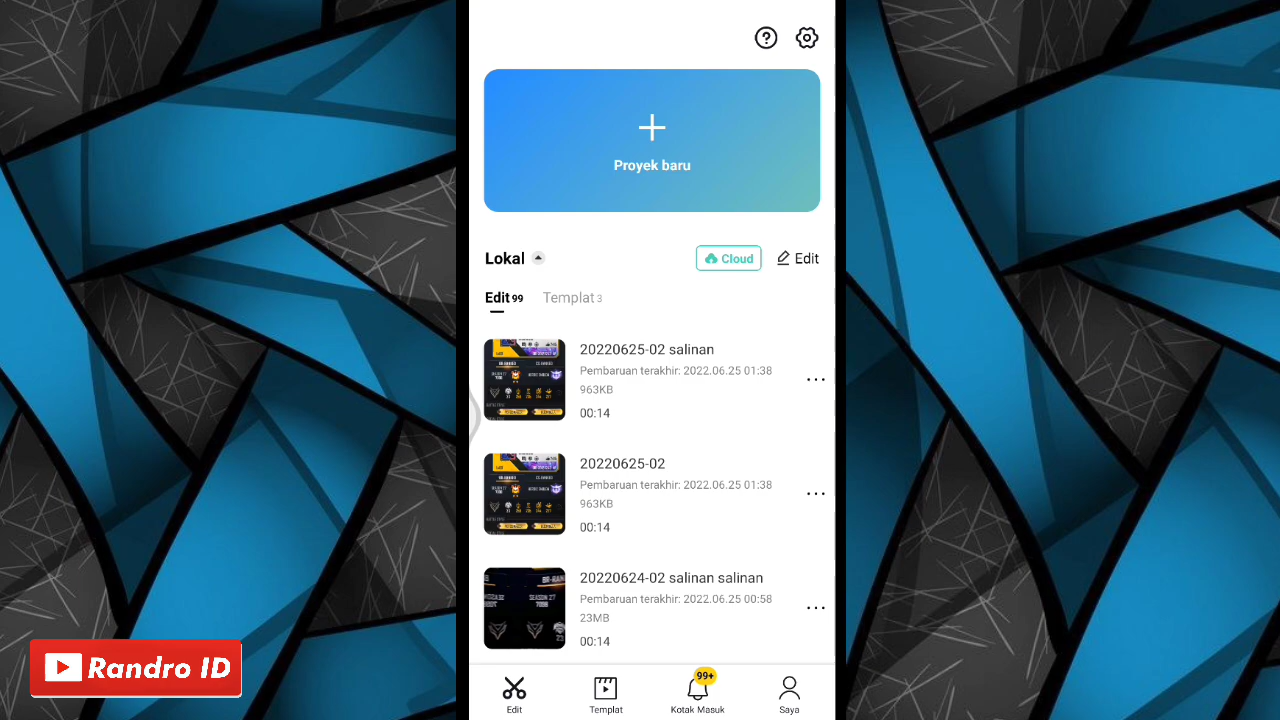 Proyek baru
Lokal
Cloud
Edit
Edit 99
Templat 3
20220625-02 salinan
Pembaruan terakhir: 2022.06.25 01:38
963KB
00:14
20220625-02
Pembaruan terakhir: 2022.06.25 01:38
963KB
00:14
SEASON 27
20220624-02 salinan salinan
Pembaruan terakhir: 2022.06.25 00:58
23MB
00:14
Randro ID
99+
Edit
Templat
Kotak Masuk
Saya